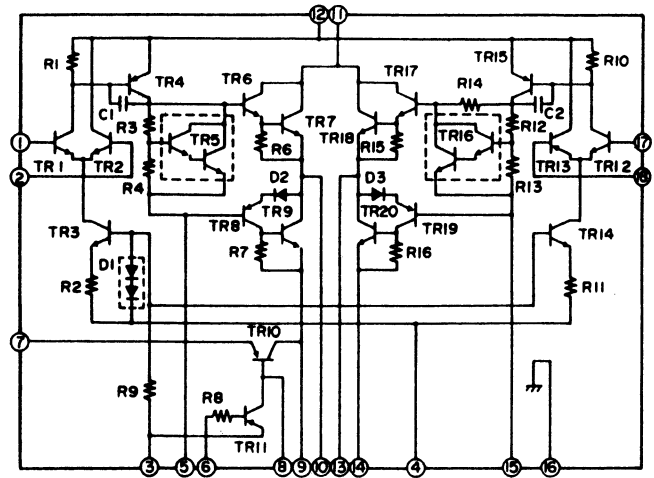 12 11
R1 TR4 TR6 TR17 TR15 R10
R14
C1 C2
R3 TR5 TR7 TR18 TR16 R12
1 TR1 TR2 R6 R15 TR13 TR12 17
2 R4 D2 D3 R13 18
TR3 TR8 TR9 TR20 TR19 TR14
D1 R7 R16
R2 R11
7 TR10
R9 R8
TR11
3 5 6 8 9 10 13 14 4 15 16